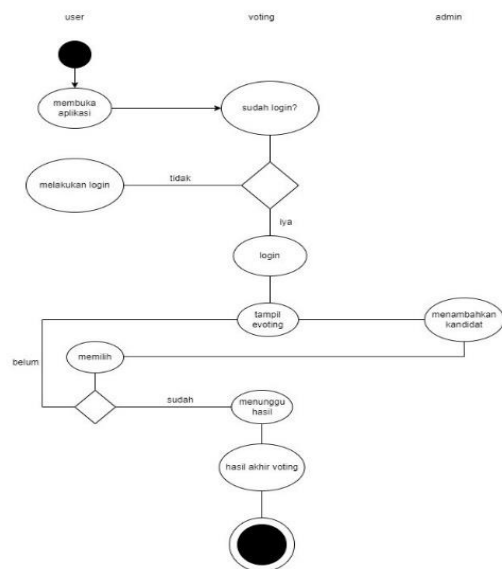 user
voting
admin
membuka
aplikasi
sudah login?
melakukan login
tidak
iya
login
tampil
evoting
menambahkan
kandidat
belum
memilih
sudah
menunggu
hasil
hasil akhir voting